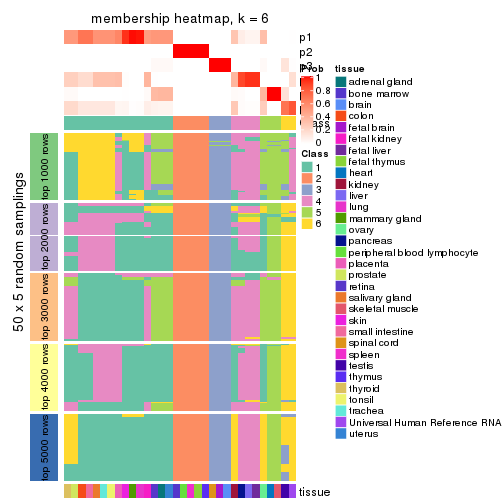 membership heatmap, k = 6
p1
p2
Prob
1
0.8
0.6
0.4
0.2
0
Class
1
2
3
4
5
6
50 x 5 random samplings
top 1000 rows
top 2000 rows
top 3000 rows
top 4000 rows
top 5000 rows
tissue
tissue
adrenal gland
bone marrow
brain
colon
fetal brain
fetal kidney
fetal liver
fetal thymus
heart
kidney
liver
lung
mammary gland
ovary
pancreas
peripheral blood lymphocyte
placenta
prostate
retina
salivary gland
skeletal muscle
skin
small intestine
spinal cord
spleen
testis
thymus
thyroid
tonsil
trachea
Universal Human Reference RNA
uterus